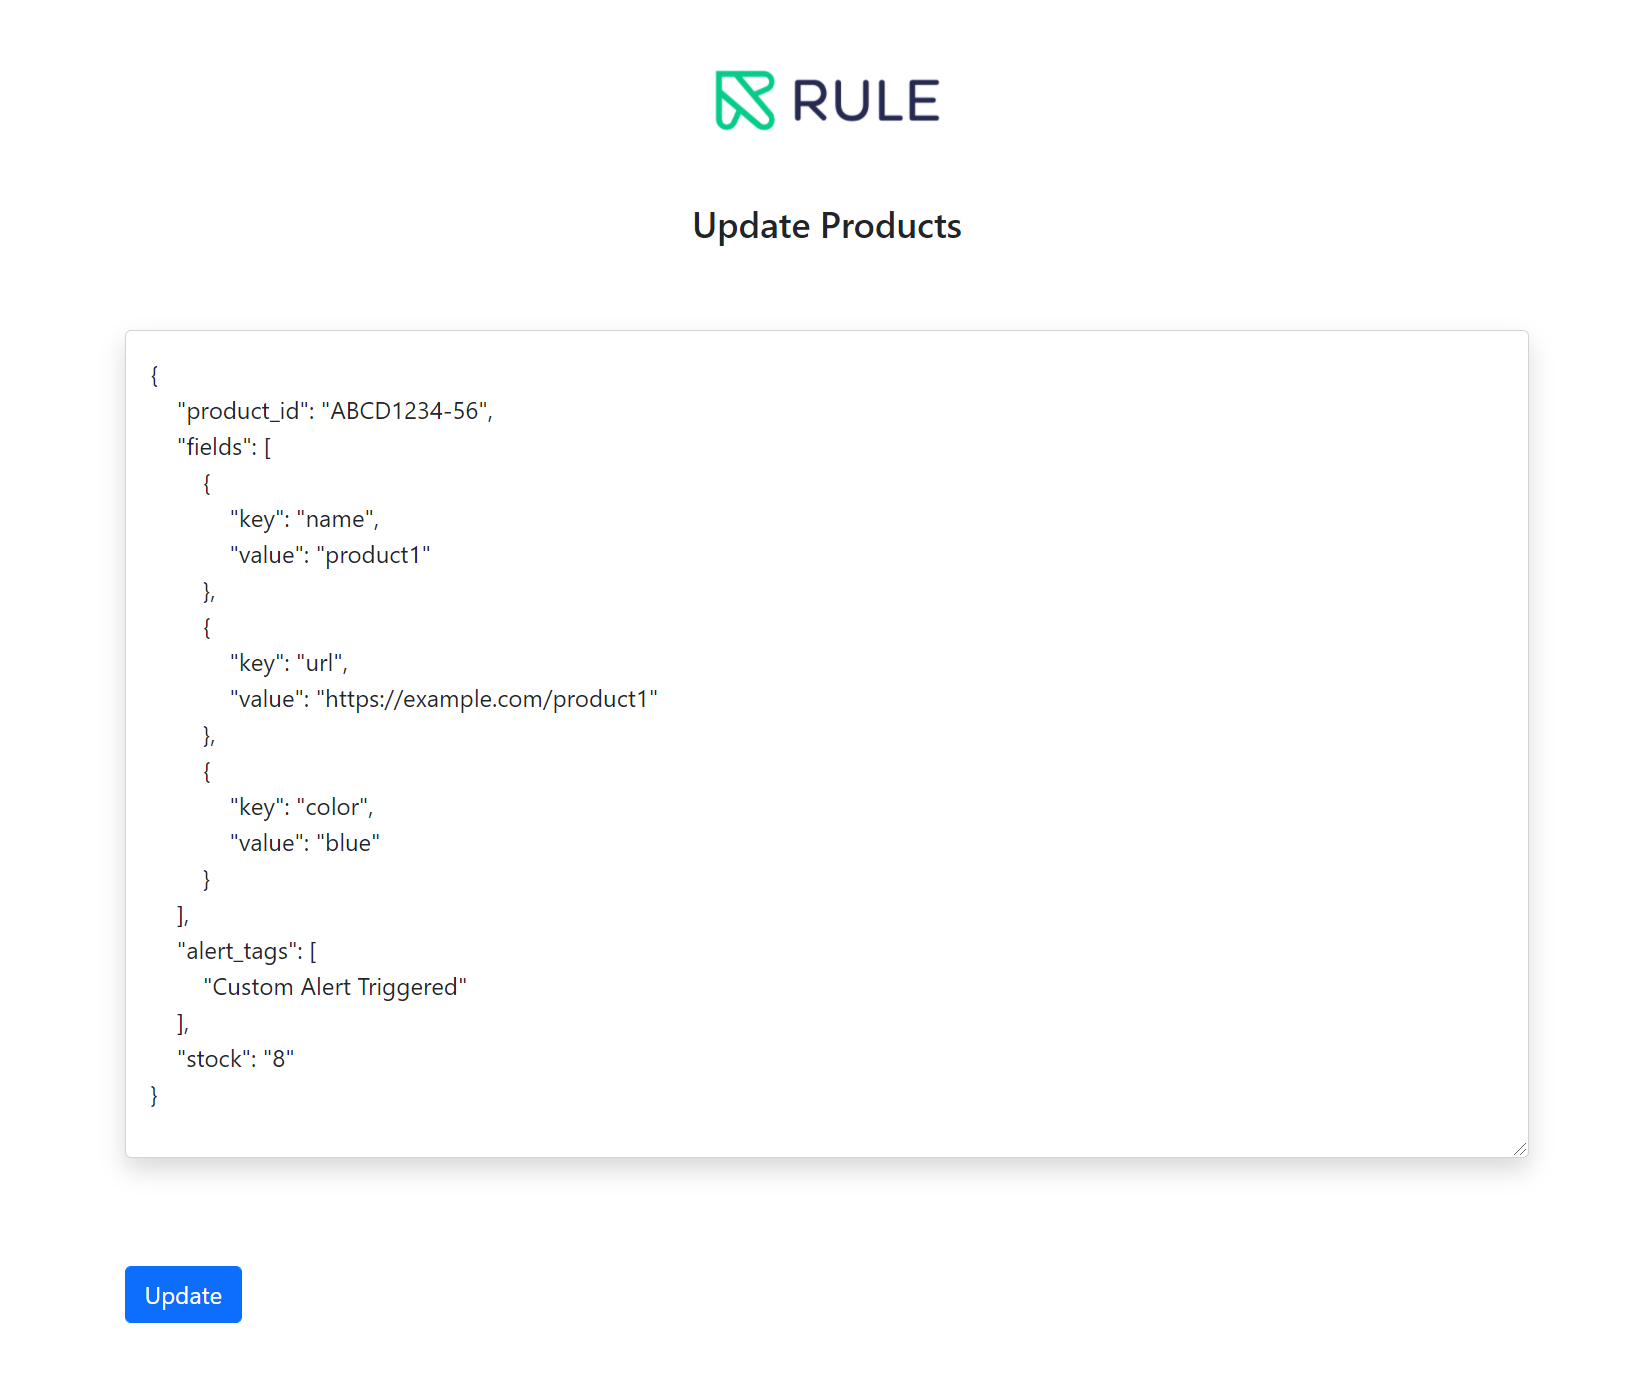 RULE
Update Products
{
"product_id": "ABCD1234-56",
"fields": [
{
"key": "name",
"value": "product1"
},
{
"key": "url",
"value": "https://example.com/product1"
},
{
"key": "color",
"value": "blue"
}
],
"alert_tags": [
"Custom Alert Triggered"
],
"stock": "8"
}
Update